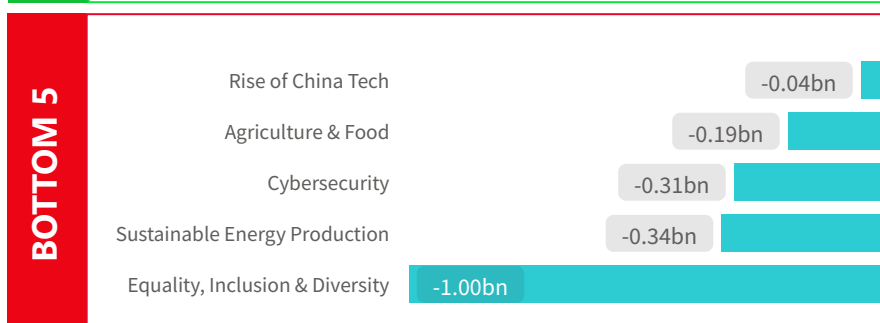 BOTTOM 5
Rise of China Tech
-0.04bn
Agriculture & Food
-0.19bn
Cybersecurity
-0.31bn
Sustainable Energy Production
-0.34bn
Equality, Inclusion & Diversity
-1.00bn